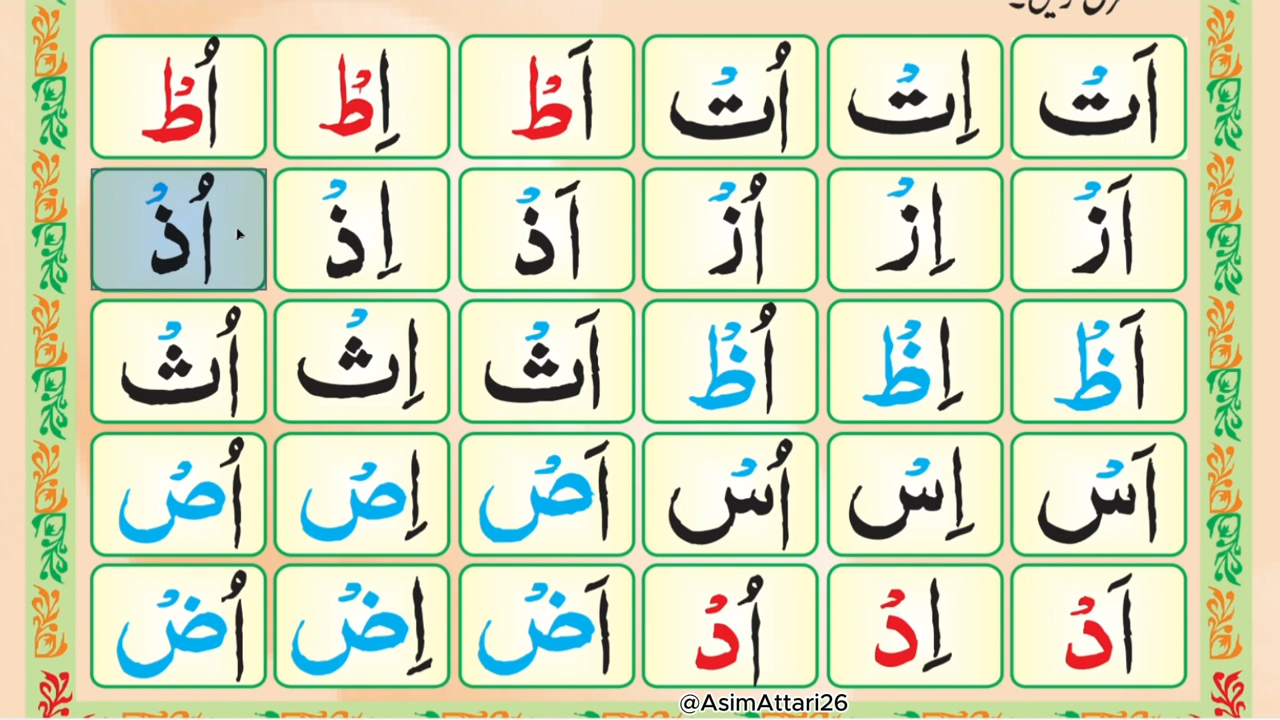 اَتْ اِتْ اُتْ اَطْ اِطْ اُطْ
اَزْ اِزْ اُزْ اَذْ اِذْ اُذْ
اَظْ اِظْ اُظْ اَثْ اِثْ اُثْ
اَسْ اِسْ اُسْ اَصْ اِصْ اُصْ
اَدْ اِدْ اُدْ اَضْ اِضْ اُضْ
@AsimAttari26